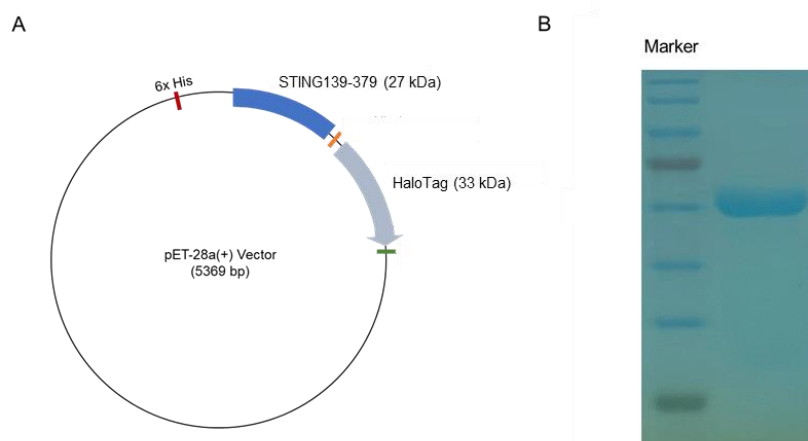 A
B
Marker
6x His
STING139-379 (27 kDa)
HaloTag (33 kDa)
pET-28a(+) Vector
(5369 bp)